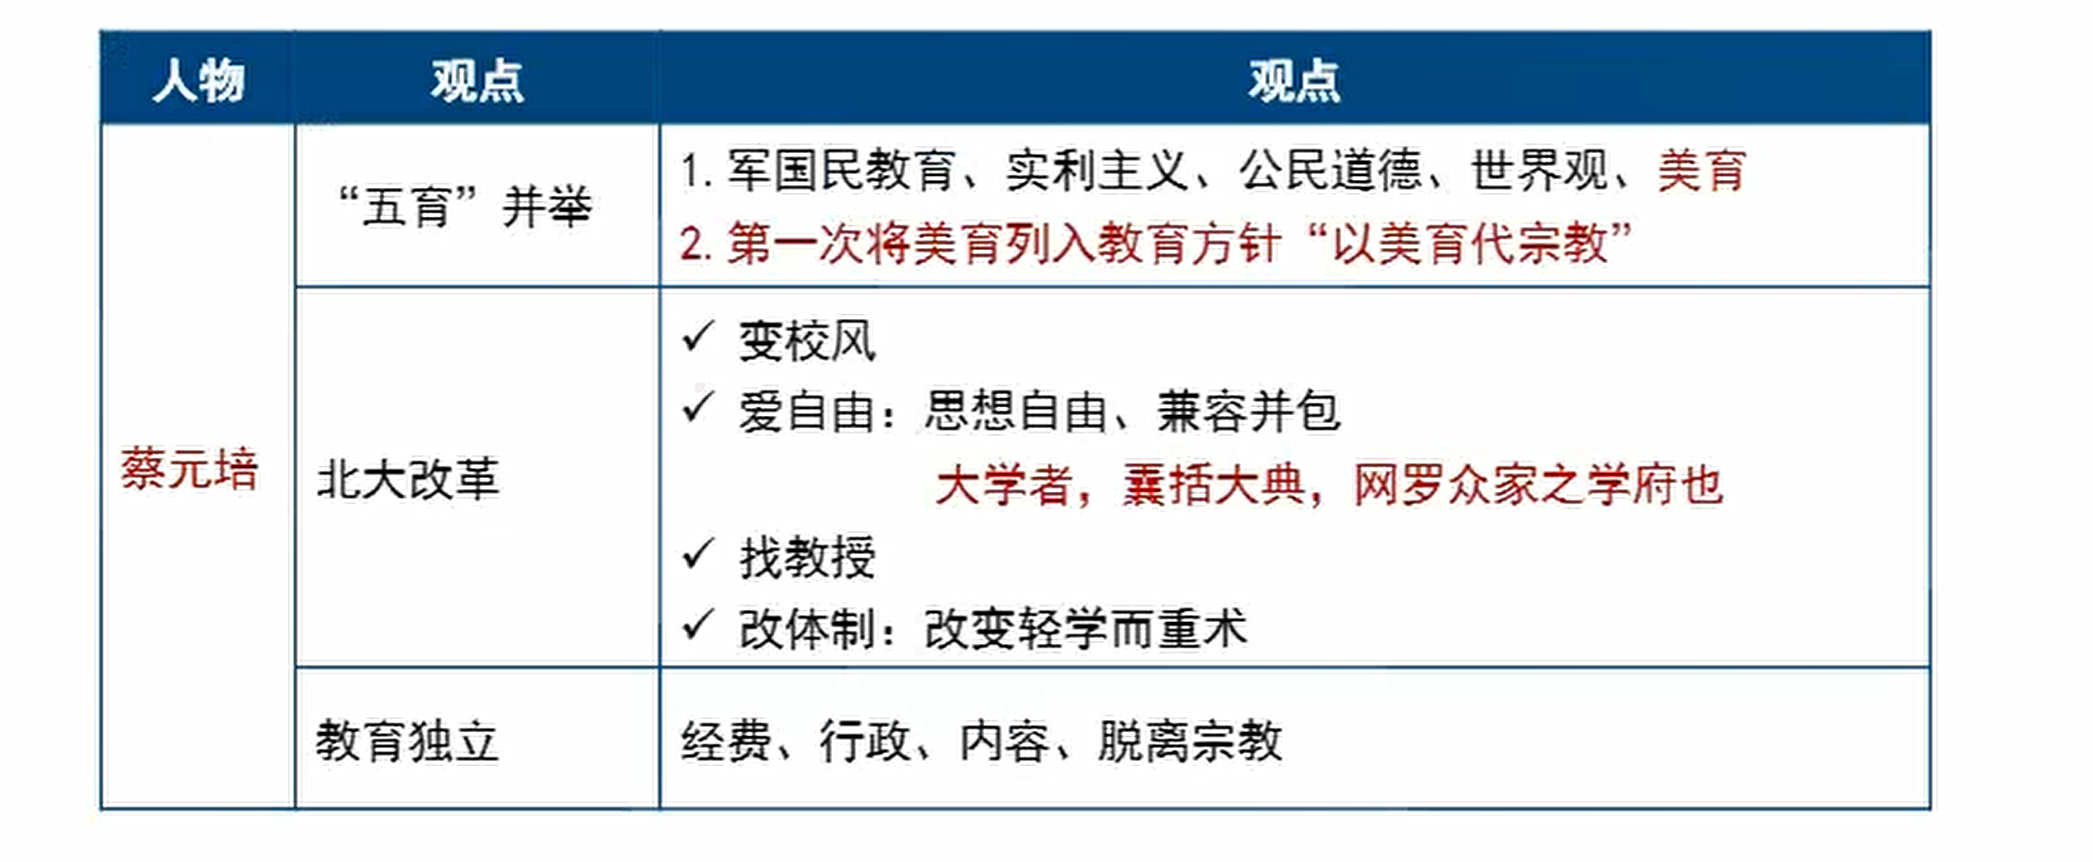 人物 观点 观点
蔡元培
“五育”并举
1. 军国民教育、实利主义、公民道德、世界观、美育
2. 第一次将美育列入教育方针“以美育代宗教”
北大改革
✓ 变校风
✓ 爱自由：思想自由、兼容并包
大学者，囊括大典，网罗众家之学府也
✓ 找教授
✓ 改体制：改变轻学而重术
教育独立
经费、行政、内容、脱离宗教